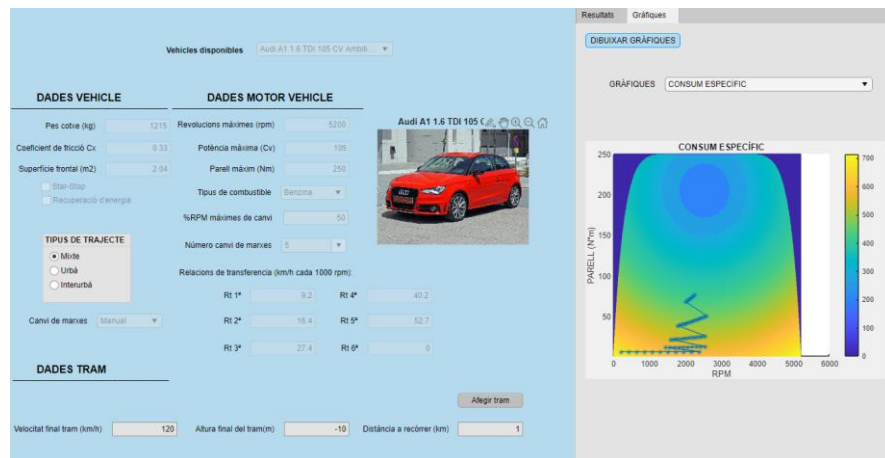 Resultats Gràfiques
DIBUIXAR GRÀFIQUES
Vehicles disponibles Audi A1 1.6 TDI 105 CV Ambiti... 
GRÀFIQUES CONSUM ESPECÍFIC
DADES VEHICLE DADES MOTOR VEHICLE
Audi A1 1.6 TDI 105 C
Pes cotxe (kg) 1215 Revolucions màximes (rpm) 5200
Coeficient de fricció Cx 0.33 Potència màxima (Cv) 105
Superfície frontal (m2) 2.04 Parell màxim (Nm) 250
Star-Stop
Recuperació d'energia
Tipus de combustible Benzina
%RPM màximes de canvi 50
TIPUS DE TRAJECTE
Mixte
Urbà
Interurbà
Número canvi de marxes 5
Relacions de transferencia (km/h cada 1000 rpm):
Rt 1ª 9.2 Rt 4ª 40.2
Canvi de marxes Manual Rt 2ª 16.4 Rt 5ª 52.7
Rt 3ª 27.4 Rt 6ª 0
DADES TRAM
Afegir tram
Velocitat final tram (km/h) 120 Altura final del tram(m) -10 Distància a recòrrer (km) 1
CONSUM ESPECÍFIC
PARELL (N*m)
250
200
150
100
50
0 1000 2000 3000 4000 5000 6000
RPM
700
600
500
400
300
200
100
0